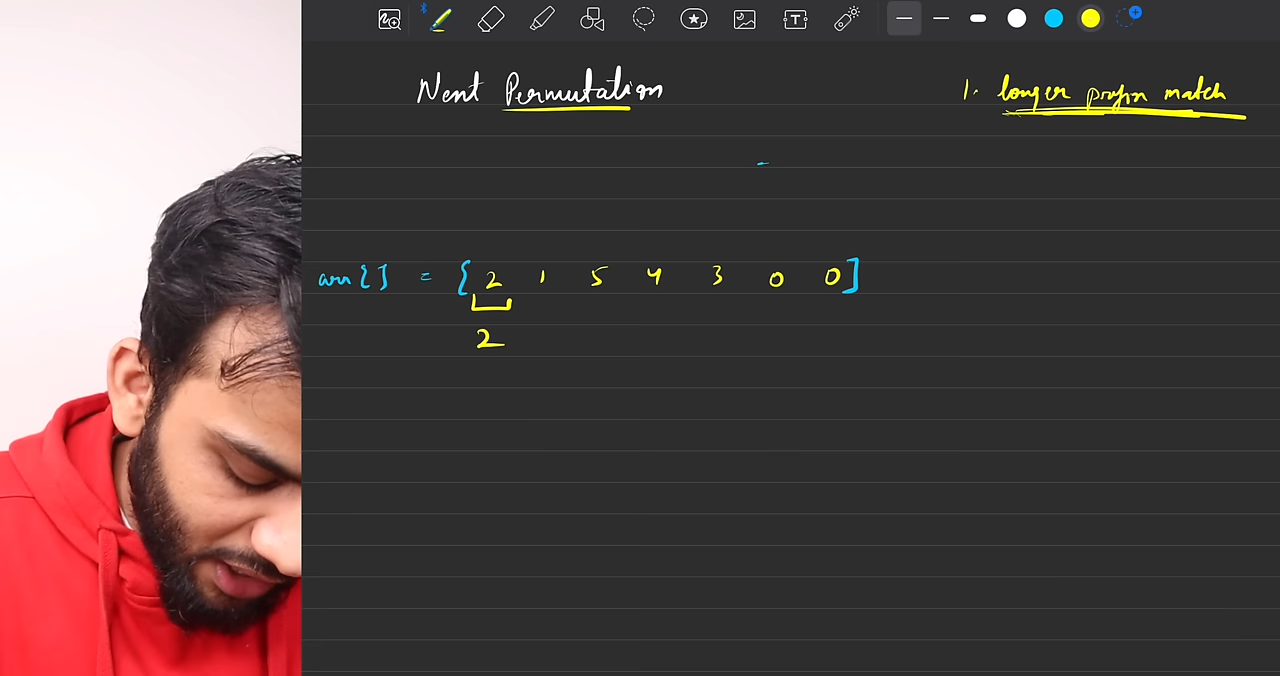 Next Permutation
1. longer prefix match
arr[] = {2 1 5 4 3 0 0]
2